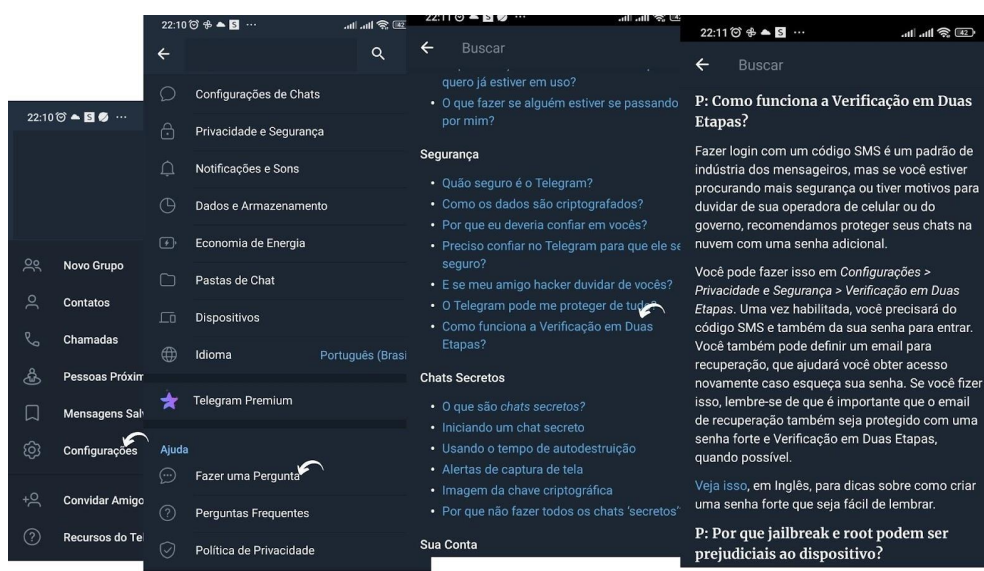 22:10
Novo Grupo
Contatos
Chamadas
Pessoas Próxim
Mensagens Salv
Configurações
Convidar Amigo
Recursos do Te
22:10
Configurações de Chats
Privacidade e Segurança
Notificações e Sons
Dados e Armazenamento
Economia de Energia
Pastas de Chat
Dispositivos
Idioma Português (Brasi
Telegram Premium
Ajuda
Fazer uma Pergunta
Perguntas Frequentes
Política de Privacidade
22:11
Buscar
quero já estiver em uso?
• O que fazer se alguém estiver se passando
por mim?
Segurança
• Quão seguro é o Telegram?
• Como os dados são criptografados?
• Por que eu deveria confiar em vocês?
• Preciso confiar no Telegram para que ele se
seguro?
• E se meu amigo hacker duvidar de vocês?
• O Telegram pode me proteger de tudo?
• Como funciona a Verificação em Duas
Etapas?
Chats Secretos
• O que são chats secretos?
• Iniciando um chat secreto
• Usando o tempo de autodestruição
• Alertas de captura de tela
• Imagem da chave criptográfica
• Por que não fazer todos os chats 'secretos'
Sua Conta
22:11
Buscar
P: Como funciona a Verificação em Duas
Etapas?
Fazer login com um código SMS é um padrão de
indústria dos mensageiros, mas se você estiver
procurando mais segurança ou tiver motivos para
duvidar de sua operadora de celular ou do
governo, recomendamos proteger seus chats na
nuvem com uma senha adicional.
Você pode fazer isso em Configurações >
Privacidade e Segurança > Verificação em Duas
Etapas. Uma vez habilitada, você precisará do
código SMS e também da sua senha para entrar.
Você também pode definir um email para
recuperação, que ajudará você obter acesso
novamente caso esqueça sua senha. Se você fizer
isso, lembre-se de que é importante que o email
de recuperação também seja protegido com uma
senha forte e Verificação em Duas Etapas,
quando possível.
Veja isso, em Inglês, para dicas sobre como criar
uma senha forte que seja fácil de lembrar.
P: Por que jailbreak e root podem ser
prejudiciais ao dispositivo?